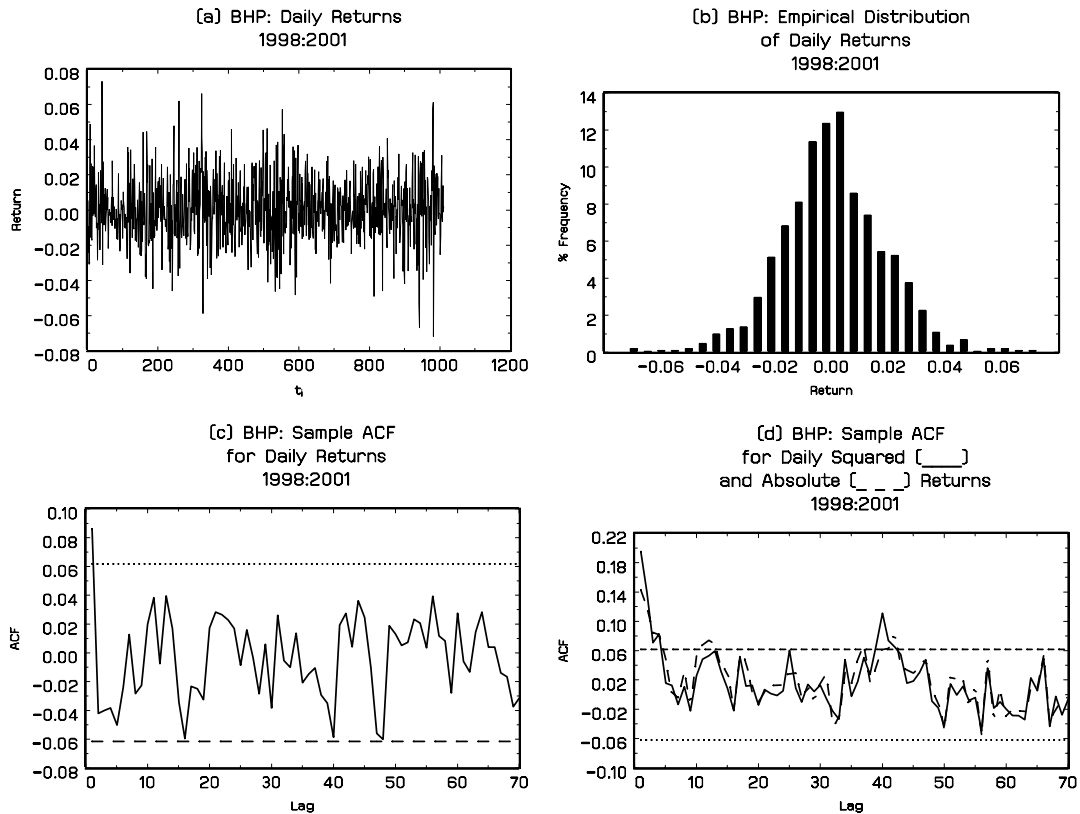 (a) BHP: Daily Returns
1998:2001
0.08
0.06
0.04
0.02
0.00
−0.02
−0.04
−0.06
−0.08
Return
0 200 400 600 800 1000 1200
ti
(b) BHP: Empirical Distribution
of Daily Returns
1998:2001
14
12
10
8
6
4
2
0
% Frequency
−0.06 −0.04 −0.02 0.00 0.02 0.04 0.06
Return
(c) BHP: Sample ACF
for Daily Returns
1998:2001
0.10
0.08
0.06
0.04
0.02
0.00
−0.02
−0.04
−0.06
−0.08
ACF
0 10 20 30 40 50 60 70
Lag
(d) BHP: Sample ACF
for Daily Squared (___)
and Absolute (_ _ _) Returns
1998:2001
0.22
0.18
0.14
0.10
0.06
0.02
−0.02
−0.06
−0.10
ACF
0 10 20 30 40 50 60 70
Lag